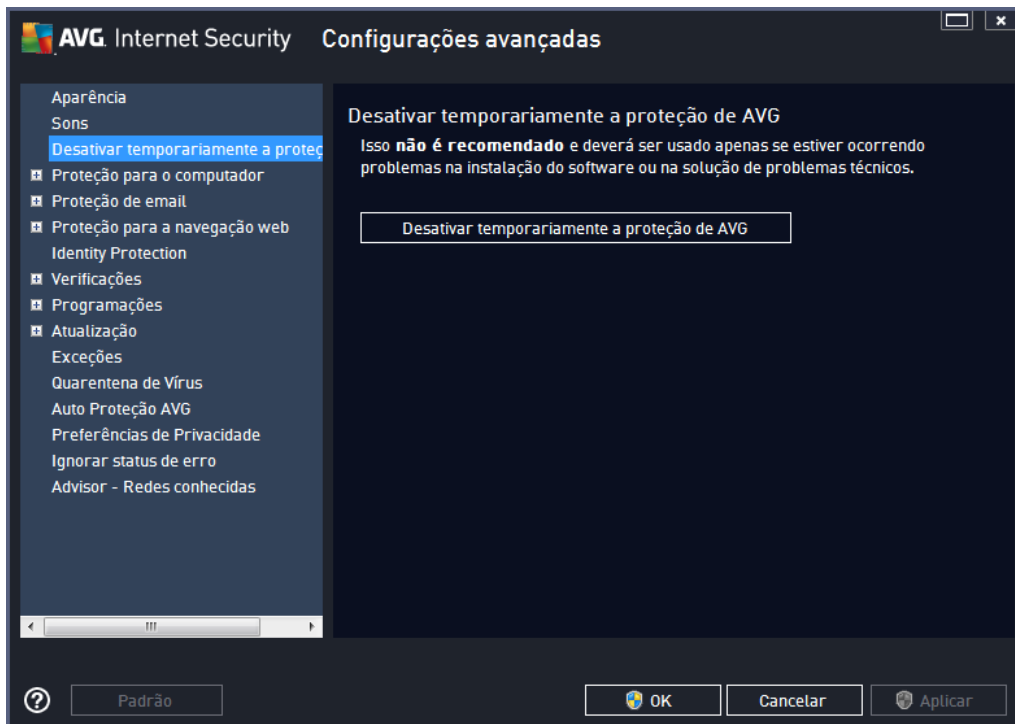 AVG. Internet Security Configurações avançadas
Aparência
Sons
Desativar temporariamente a proteç
Proteção para o computador
Proteção de email
Proteção para a navegação web
Identity Protection
Verificações
Programações
Atualização
Exceções
Quarentena de Vírus
Auto Proteção AVG
Preferências de Privacidade
Ignorar status de erro
Advisor - Redes conhecidas
Desativar temporariamente a proteção de AVG
Isso não é recomendado e deverá ser usado apenas se estiver ocorrendo
problemas na instalação do software ou na solução de problemas técnicos.
Desativar temporariamente a proteção de AVG
Padrão
OK
Cancelar
Aplicar